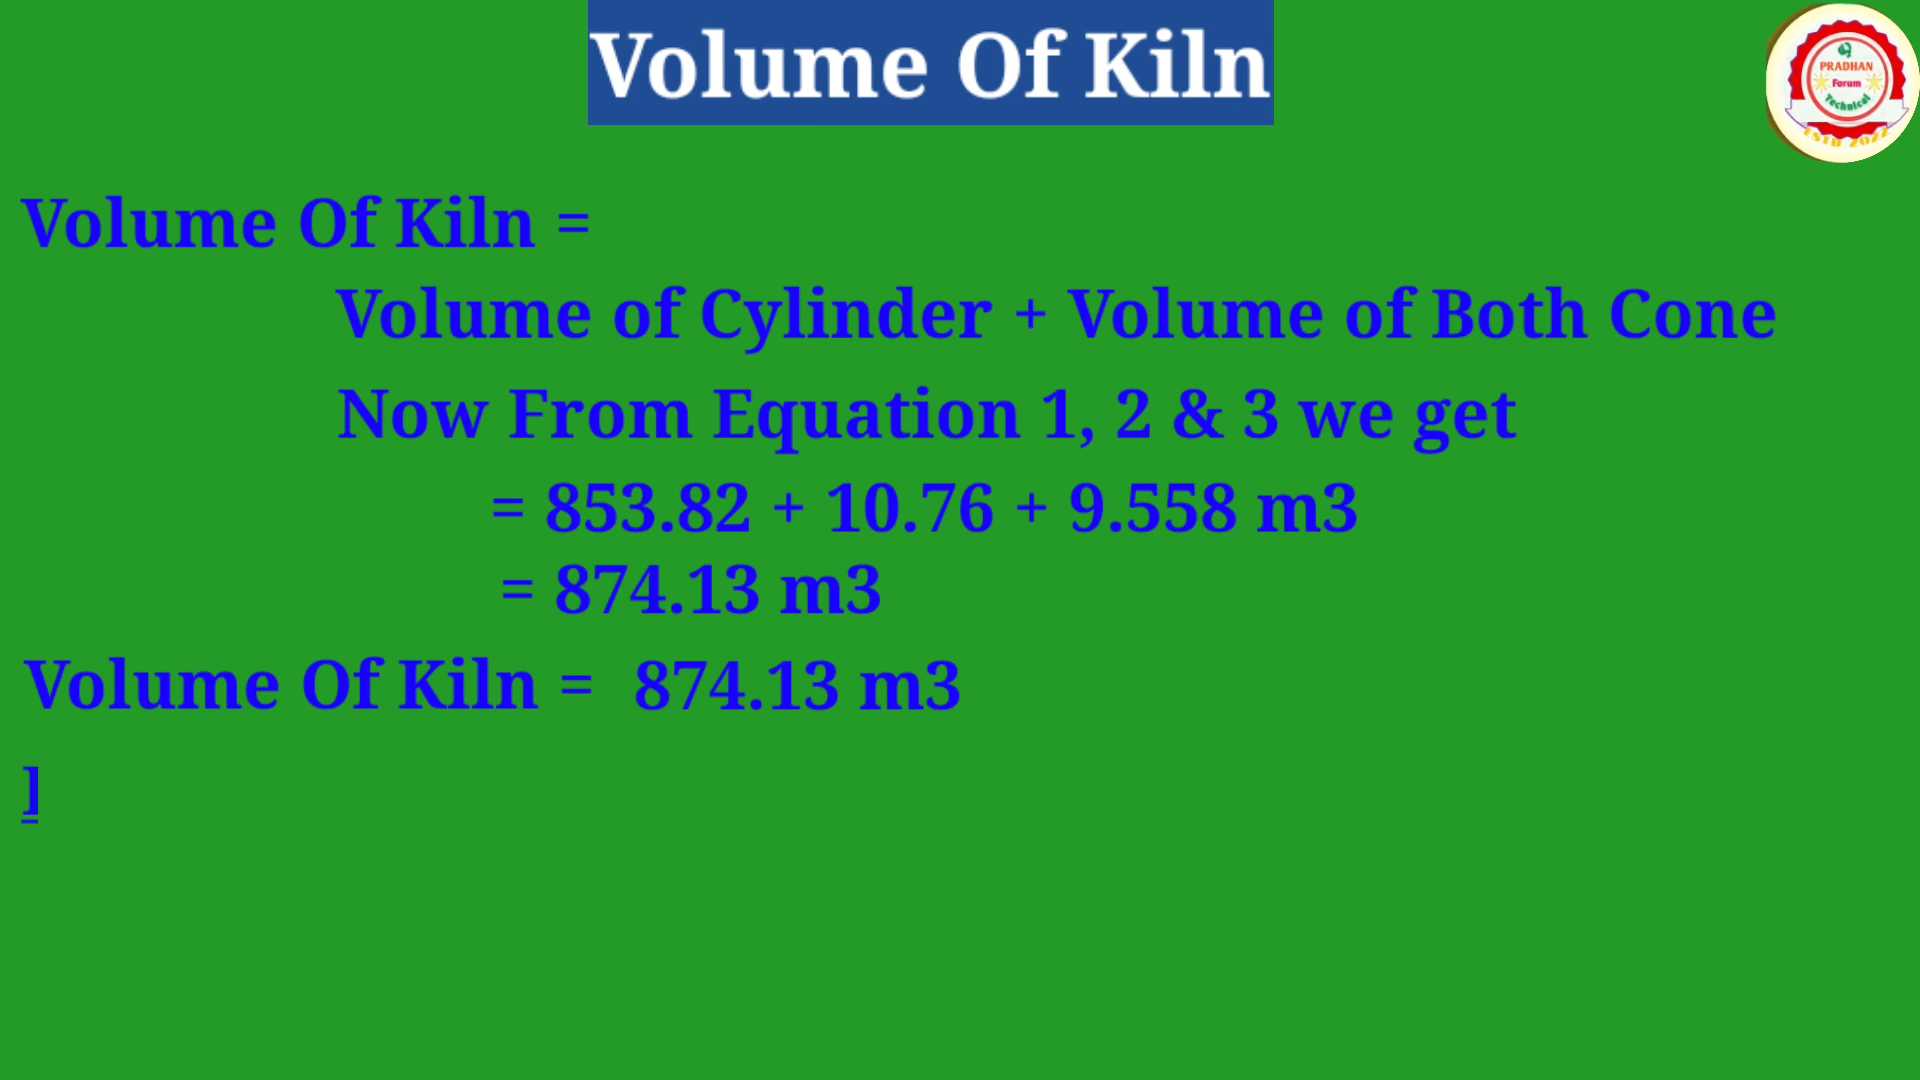 Volume Of Kiln
PRADHAN
Forum
Technical
ESTD 2022
Volume Of Kiln =
Volume of Cylinder + Volume of Both Cone
Now From Equation 1, 2 & 3 we get
= 853.82 + 10.76 + 9.558 m3
= 874.13 m3
Volume Of Kiln = 874.13 m3